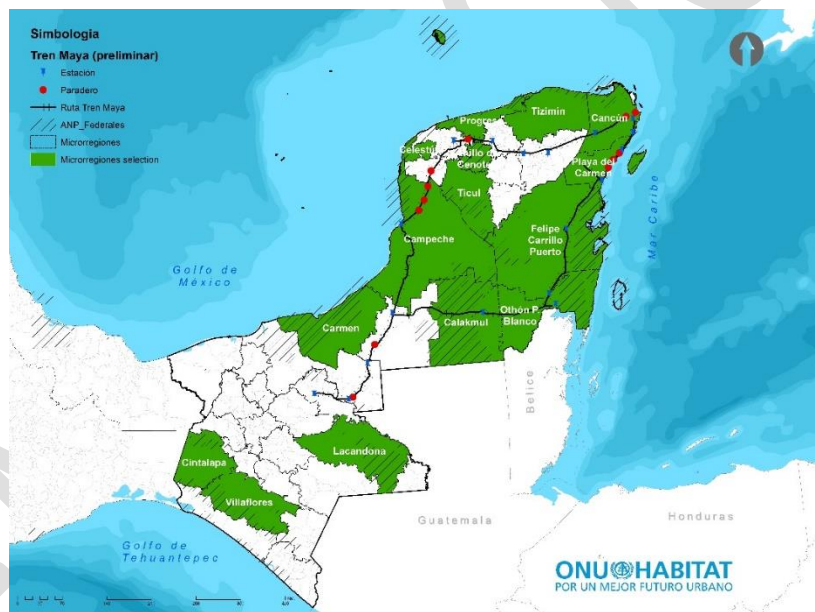 Simbologia
Tren Maya (preliminar)
Estación
Paradero
Ruta Tren Maya
ANP_Federales
Microrregiones
Microrregiones selection
Tizimin
Cancún
Celestún
Playa del
Carmen
Ticul
Campeche
Felipe
Carrillo
Puerto
Mar Caribe
Golfo de
México
Carmen
Calakmul
Othón P.
Blanco
Belice
Lacandona
Cintalapa
Villaflores
Guatemala
Honduras
Golfo de
Tehuantepec
ONU HABITAT
POR UN MEJOR FUTURO URBANO